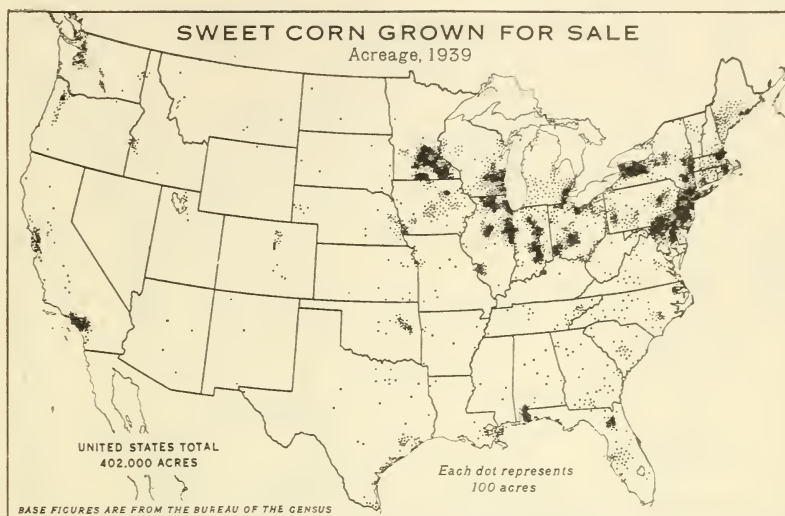 SWEET CORN GROWN FOR SALE
Acreage, 1939
UNITED STATES TOTAL
402,000 ACRES
Each dot represents
100 acres
BASE FIGURES ARE FROM THE BUREAU OF THE CENSUS